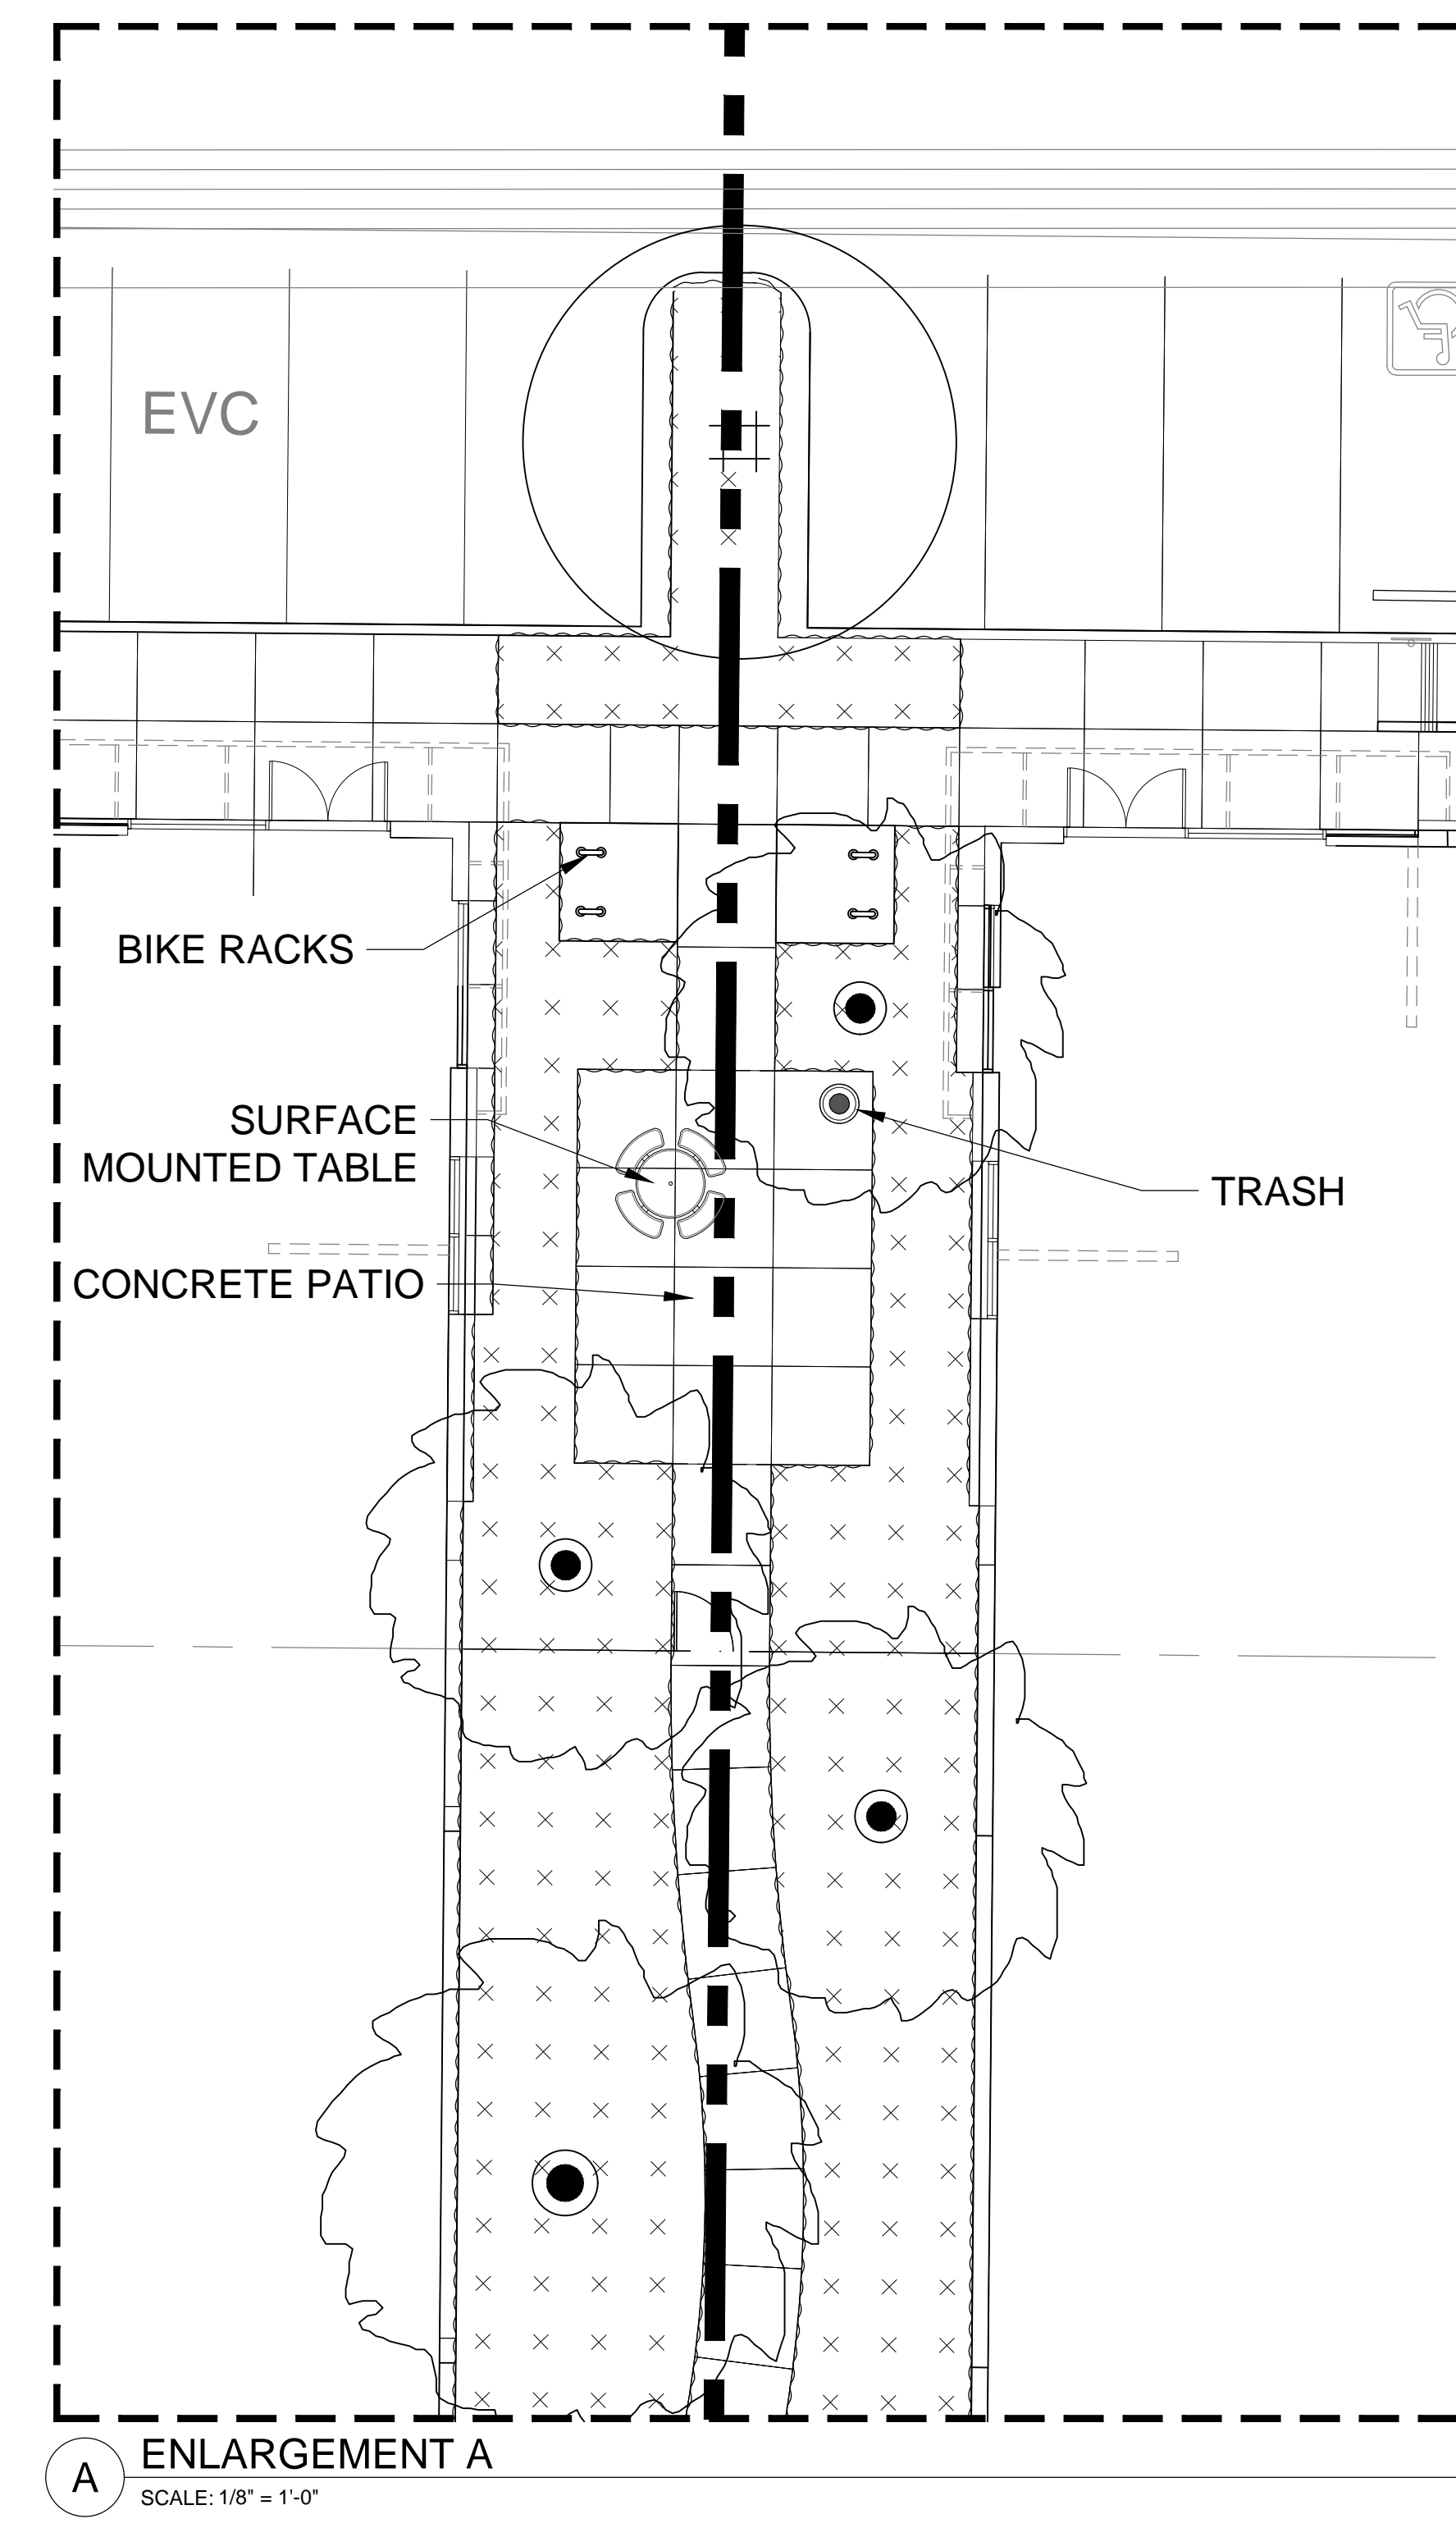 EVC
BIKE RACKS
SURFACE
MOUNTED TABLE
TRASH
CONCRETE PATIO
A
ENLARGEMENT A
SCALE: 1/8" = 1'-0"